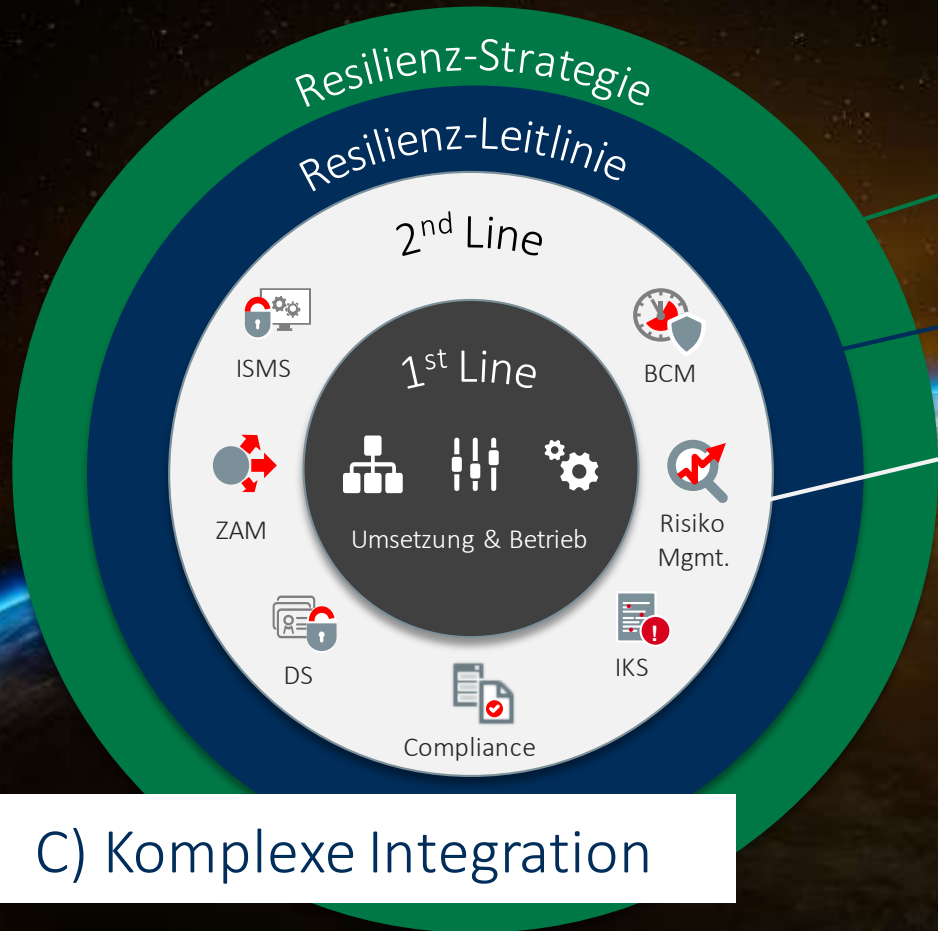 Resilienz-Strategie
Resilienz-Leitlinie
2nd Line
ISMS
BCM
1st Line
ZAM
Umsetzung & Betrieb
Risiko
Mgmt.
DS
IKS
Compliance
C) Komplexe Integration